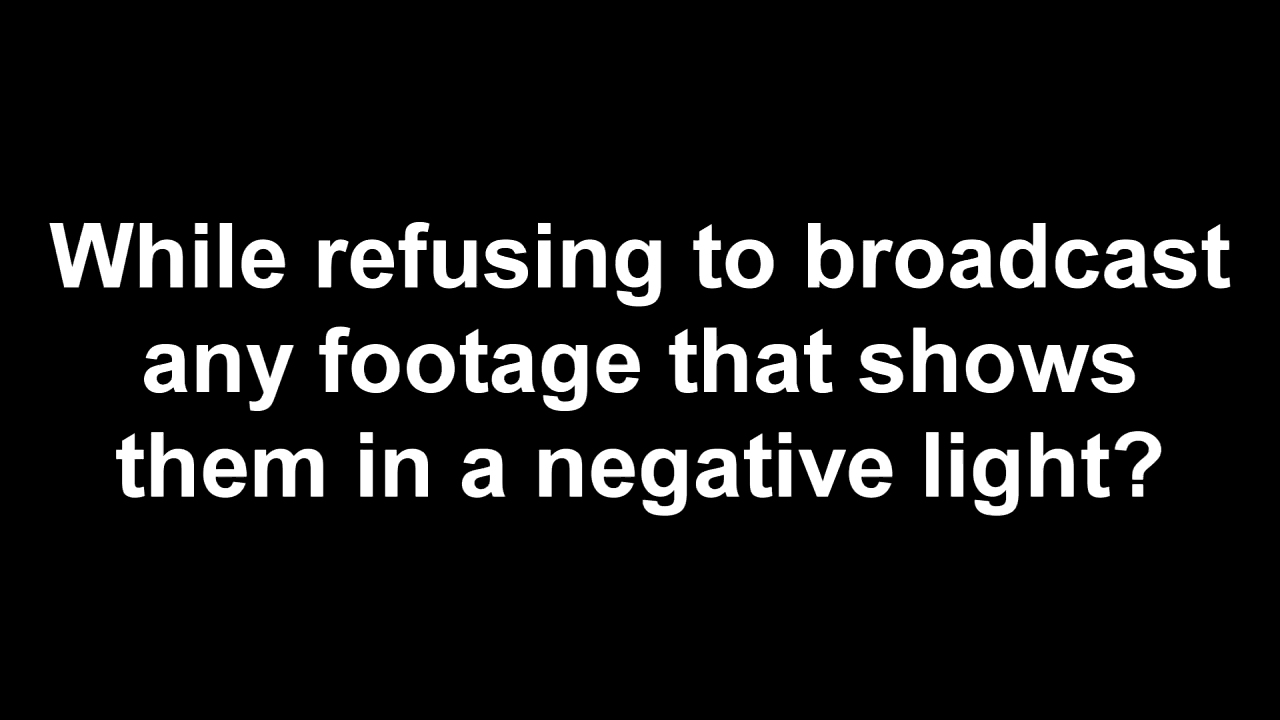 While refusing to broadcast
any footage that shows
them in a negative light?